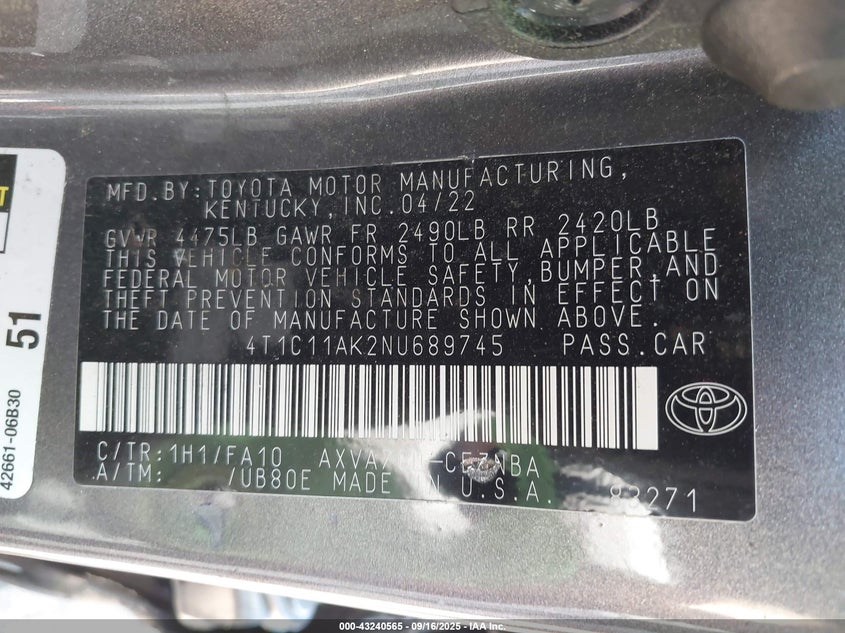 MFD.BY:TOYOTA MOTOR MANUFACTURING,
KENTUCKY,INC.04/22
GVWR 4475LB GAWR FR 2490LB RR 2420LB
THIS VEHICLE CONFORMS TO ALL APPLICABLE
FEDERAL MOTOR VEHICLE SAFETY,BUMPER,AND
THEFT PREVENTION STANDARDS IN EFFECT ON
THE DATE OF MANUFACTURE SHOWN ABOVE.
4T1C11AK2NU689745 PASS.CAR
C/TR:1H1/FA10
A/TM: /UB80E MADE IN U.S.A. 83271
51
42661-06B30
000-43240565 - 09/16/2025 - IAA Inc.